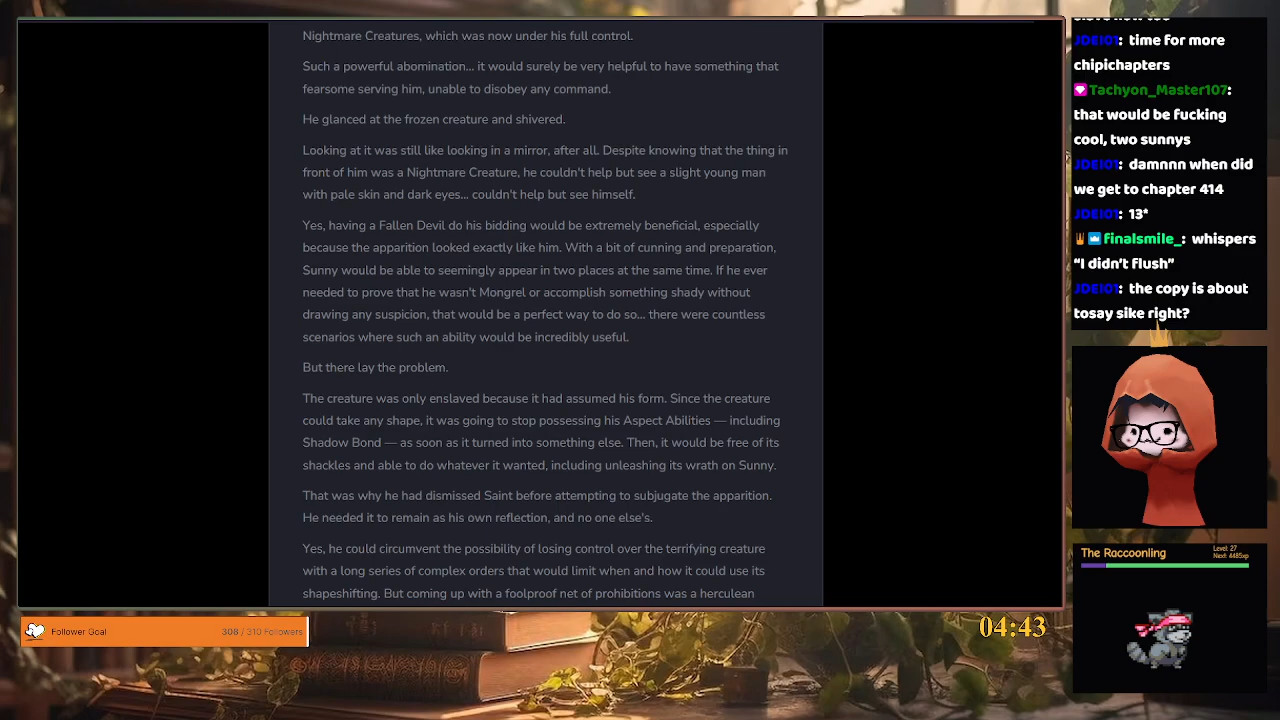 Nightmare Creatures, which was now under his full control.
Such a powerful abomination... it would surely be very helpful to have something that
fearsome serving him, unable to disobey any command.
He glanced at the frozen creature and shivered.
Looking at it was still like looking in a mirror, after all. Despite knowing that the thing in
front of him was a Nightmare Creature, he couldn't help but see a slight young man
with pale skin and dark eyes... couldn't help but see himself.
Yes, having a Fallen Devil do his bidding would be extremely beneficial, especially
because the apparition looked exactly like him. With a bit of cunning and preparation,
Sunny would be able to seemingly appear in two places at the same time. If he ever
needed to prove that he wasn't Mongrel or accomplish something shady without
drawing any suspicion, that would be a perfect way to do so... there were countless
scenarios where such an ability would be incredibly useful.
But there lay the problem.
The creature was only enslaved because it had assumed his form. Since the creature
could take any shape, it was going to stop possessing his Aspect Abilities — including
Shadow Bond — as soon as it turned into something else. Then, it would be free of its
shackles and able to do whatever it wanted, including unleashing its wrath on Sunny.
That was why he had dismissed Saint before attempting to subjugate the apparition.
He needed it to remain as his own reflection, and no one else's.
Yes, he could circumvent the possibility of losing control over the terrifying creature
with a long series of complex orders that would limit when and how it could use its
shapeshifting. But coming up with a foolproof net of prohibitions was a herculean
JDEI01: time for more
chipichapters
Tachyon_Master107:
that would be fucking
cool, two sunnys
JDEI01: damnnn when did
we get to chapter 414
JDEI01: 13*
finalsmile_: whispers
“I didn’t flush”
JDEI01: the copy is about
tosay sike right?
The Raccoonling
Level: 27
Next: 4485xp
Follower Goal
308 / 310 Followers
04:43